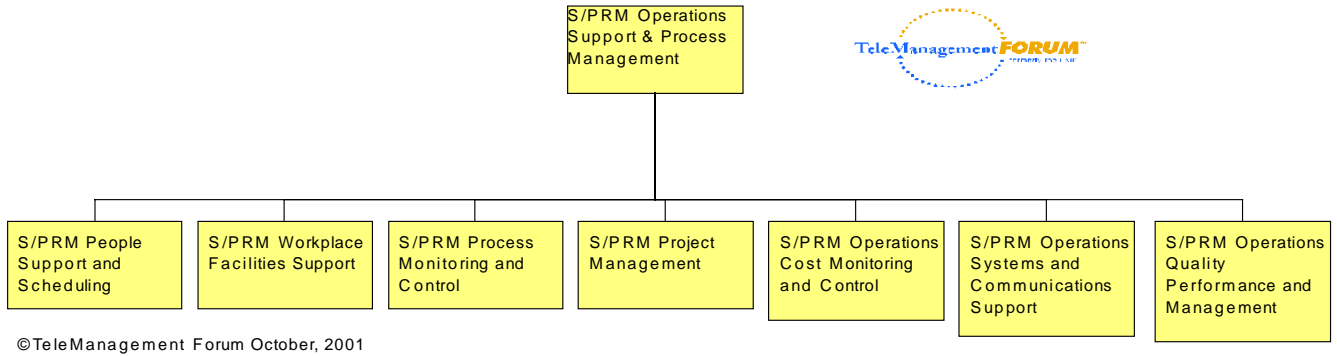 S/PRM Operations
Support & Process
Management
TeleManagement FORUM™
S/PRM People
Support and
Scheduling
S/PRM Workplace
Facilities Support
S/PRM Process
Monitoring and
Control
S/PRM Project
Management
S/PRM Operations
Cost Monitoring
and Control
S/PRM Operations
Systems and
Communications
Support
S/PRM Operations
Quality
Performance and
Management
©TeleManagement Forum October, 2001